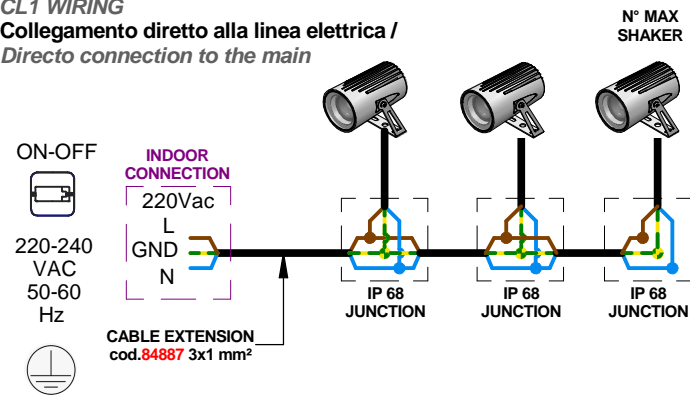 CL1 WIRING
Collegamento diretto alla linea elettrica /
Directo connection to the main
N° MAX
SHAKER
ON-OFF
220-240
VAC
50-60
Hz
INDOOR
CONNECTION
220Vac
L
GND
N
CABLE EXTENSION
cod.84887 3x1 mm²
IP 68
JUNCTION
IP 68
JUNCTION
IP 68
JUNCTION